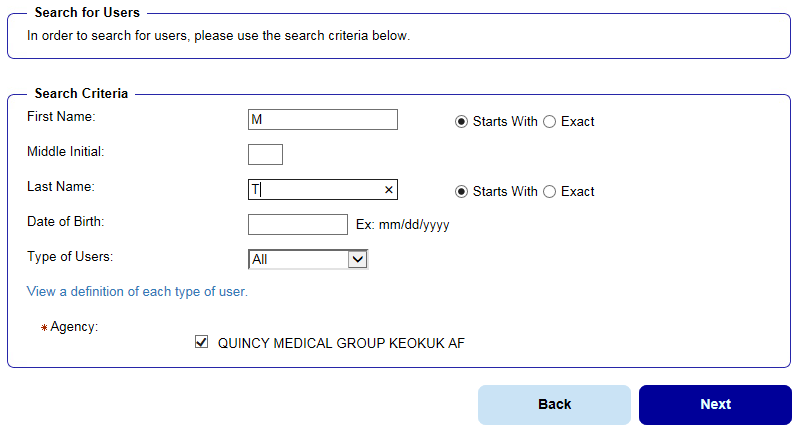 Search for Users
In order to search for users, please use the search criteria below.
Search Criteria
First Name: M Starts With Exact
Middle Initial:
Last Name: T Starts With Exact
Date of Birth: Ex: mm/dd/yyyy
Type of Users: All
View a definition of each type of user.
* Agency:
QUINCY MEDICAL GROUP KEOKUK AF
Back Next